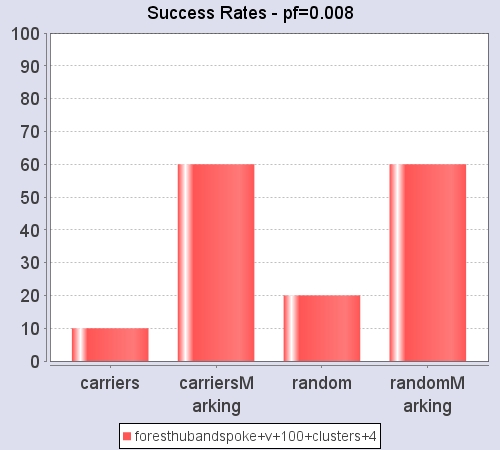 Success Rates - pf=0.008
100
90
80
70
60
50
40
30
20
10
0
carriers
carriersM
arking
random
randomM
arking
foresthubandspoke+v+100+clusters+4